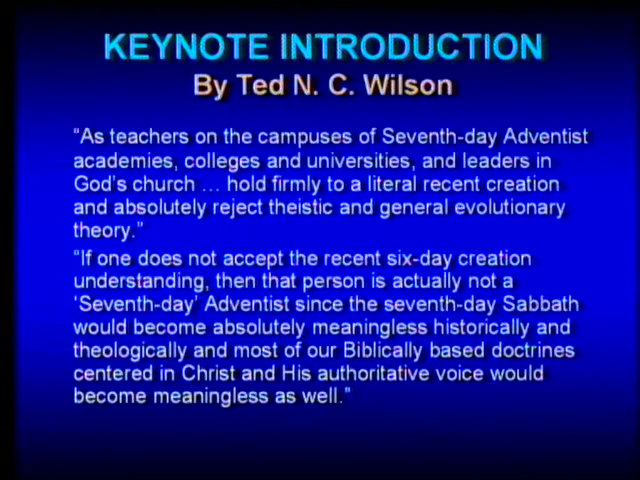 KEYNOTE INTRODUCTION
By Ted N. C. Wilson
“As teachers on the campuses of Seventh-day Adventist
academies, colleges and universities, and leaders in
God’s church … hold firmly to a literal recent creation
and absolutely reject theistic and general evolutionary
theory.”
“If one does not accept the recent six-day creation
understanding, then that person is actually not a
‘Seventh-day’ Adventist since the seventh-day Sabbath
would become absolutely meaningless historically and
theologically and most of our Biblically based doctrines
centered in Christ and His authoritative voice would
become meaningless as well.”